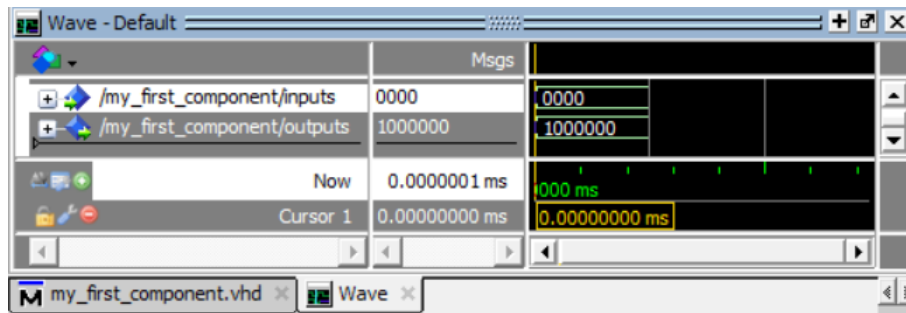 Wave - Default
Msgs
/my_first_component/inputs 0000 0000
/my_first_component/outputs 1000000 1000000
Now 0.0000001 ms 000 ms
Cursor 1 0.00000000 ms 0.00000000 ms
M my_first_component.vhd Wave